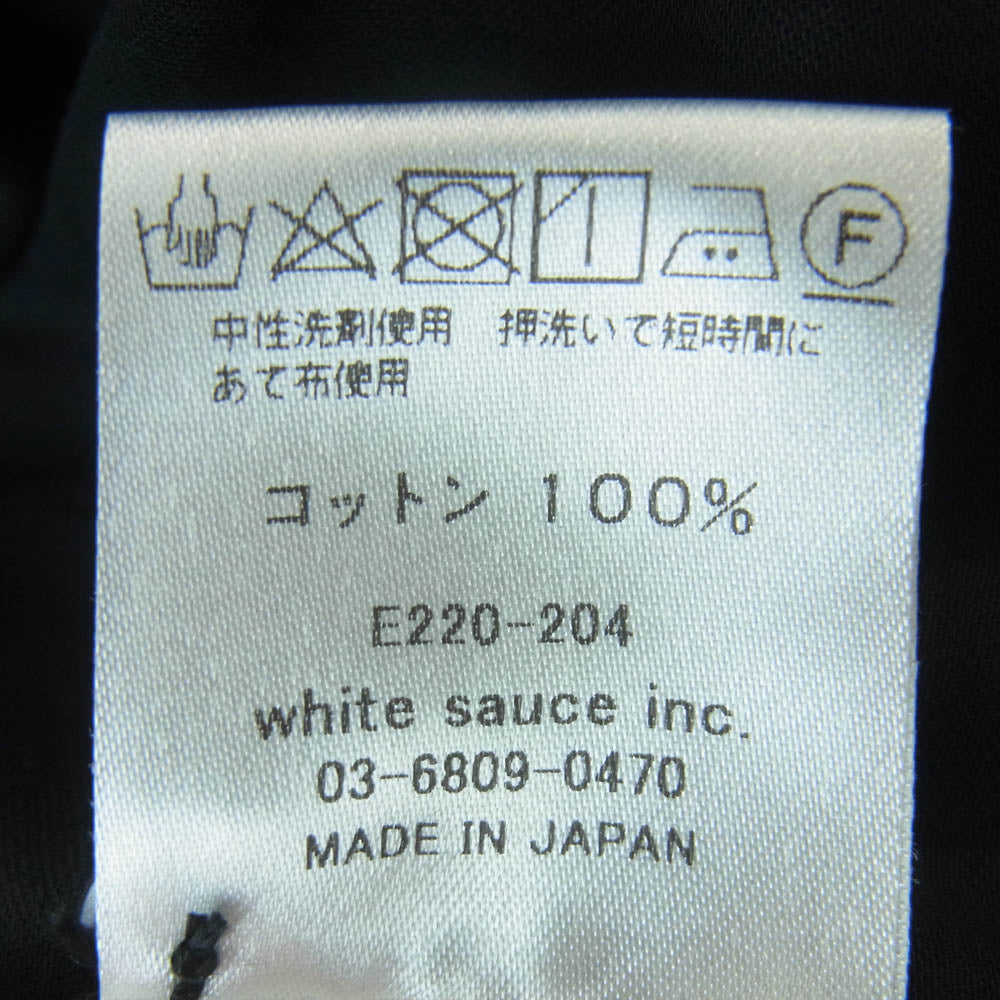 F
中性洗剤使用 押洗いで短時間に
あて布使用
コットン 100%
E220-204
white sauce inc.
03-6809-0470
MADE IN JAPAN